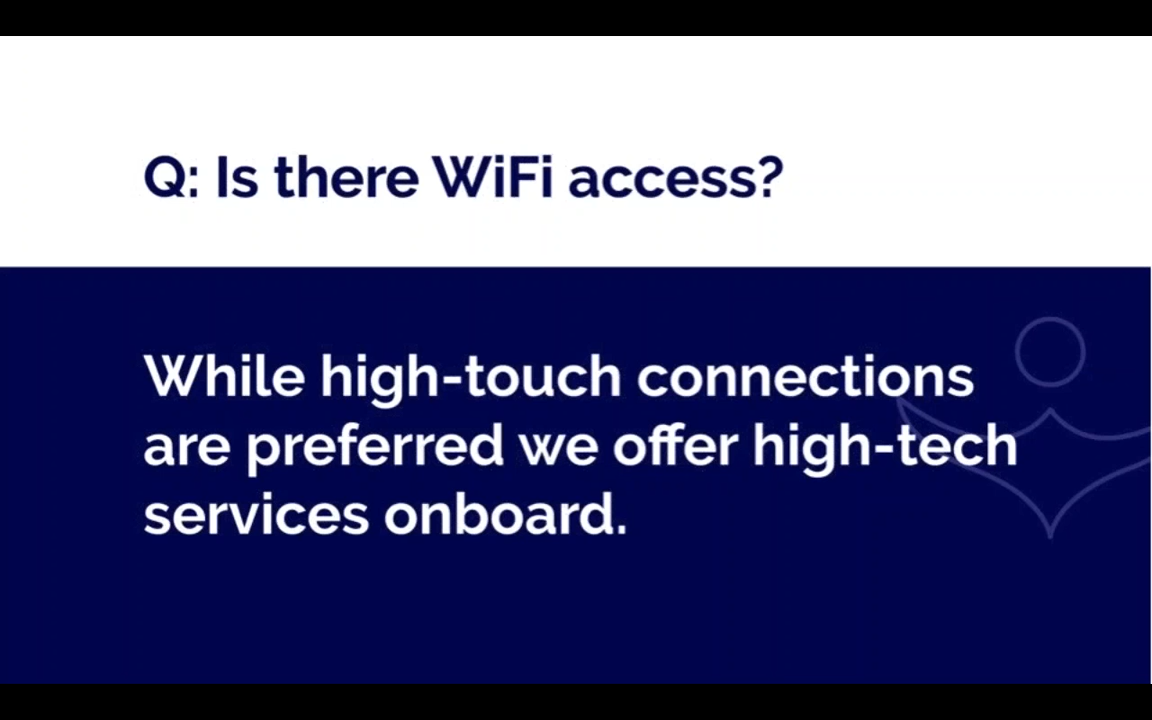 Q: Is there WiFi access?
While high-touch connections
are preferred we offer high-tech
services onboard.